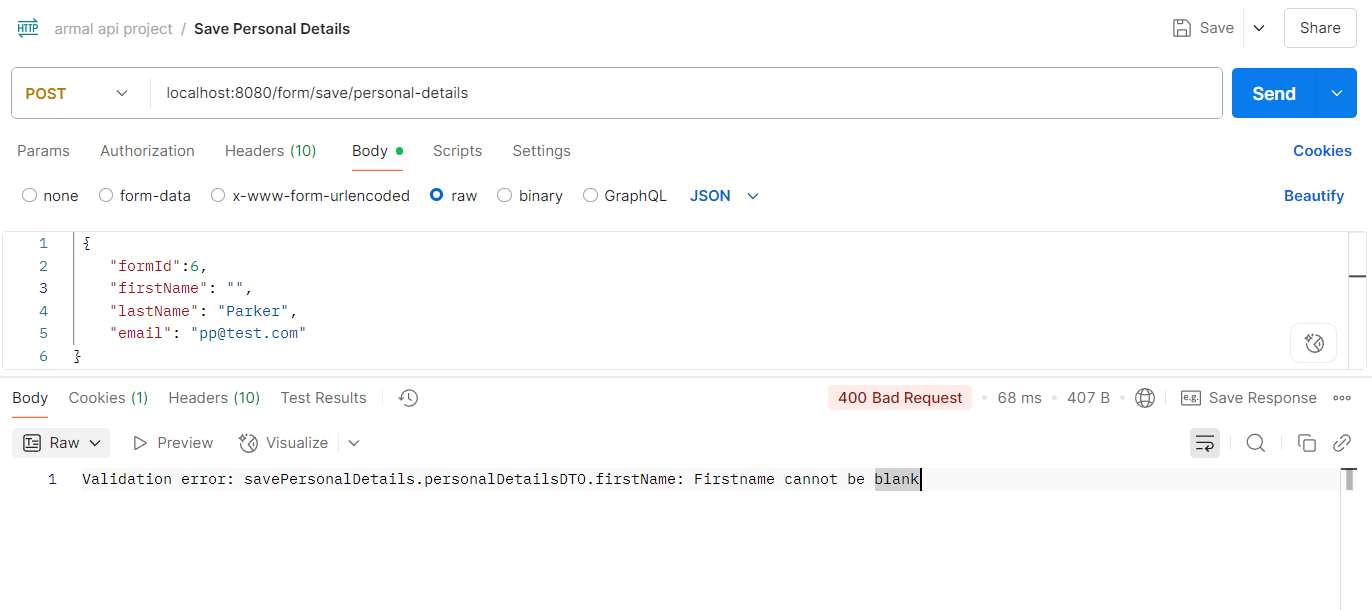 HTTP armal api project / Save Personal Details Save Share
POST localhost:8080/form/save/personal-details Send
Params Authorization Headers (10) Body Scripts Settings Cookies
none form-data x-www-form-urlencoded raw binary GraphQL JSON Beautify
1 {
2 "formId":6,
3 "firstName": "",
4 "lastName": "Parker",
5 "email": "pp@test.com"
6 }
Body Cookies (1) Headers (10) Test Results 400 Bad Request 68 ms 407 B e.g. Save Response
Raw Preview Visualize
1 Validation error: savePersonalDetails.personalDetailsDTO.firstName: Firstname cannot be blank